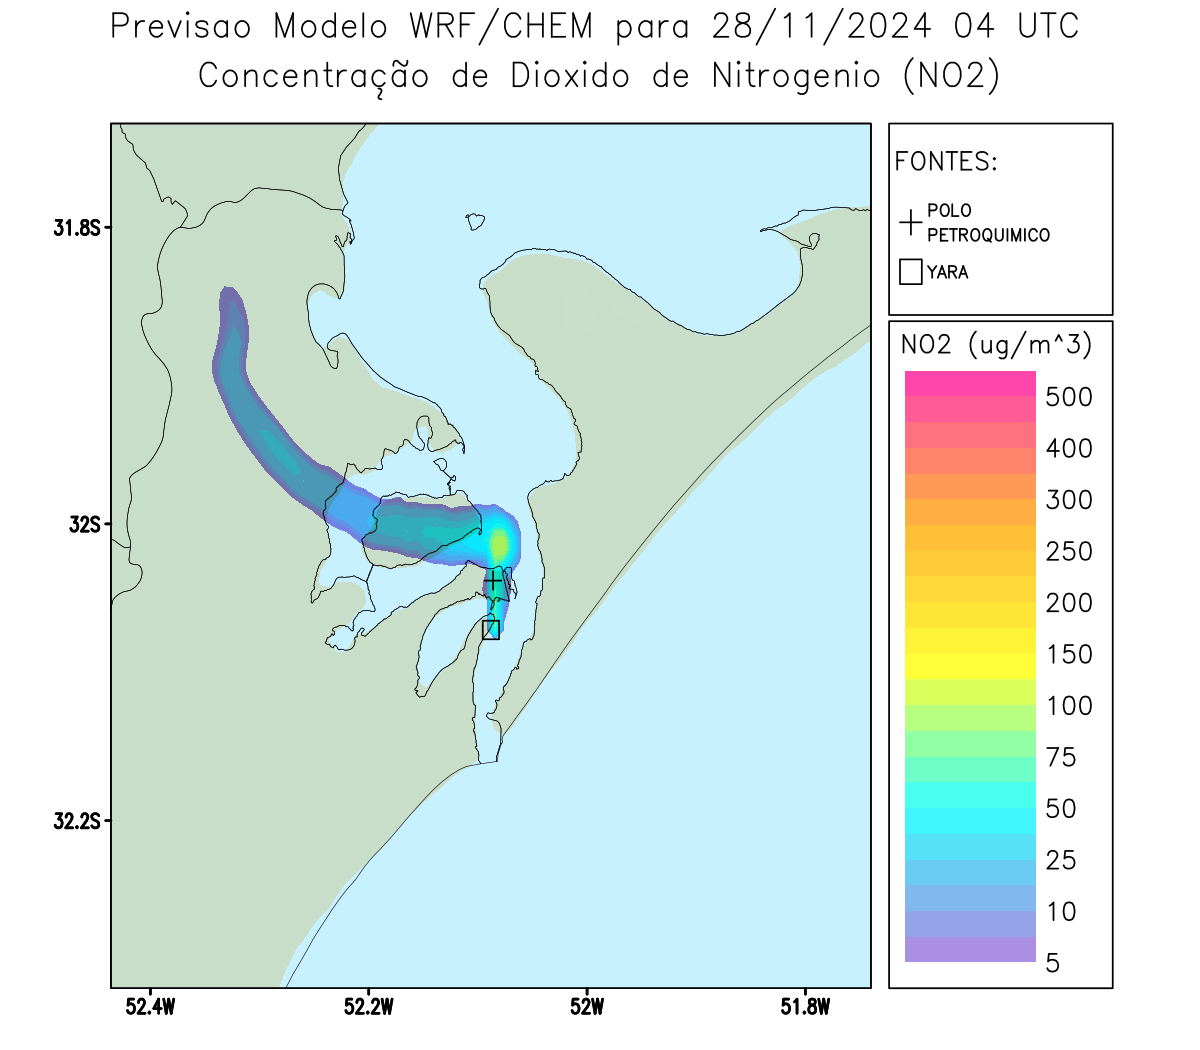 Previsao Modelo WRF/CHEM para 28/11/2024 04 UTC
Concentração de Dioxido de Nitrogenio (NO2)
FONTES:
POLO
PETROQUIMICO
YARA
NO2 (ug/m^3)
500
400
300
250
200
150
100
75
50
25
10
5
31.8S
32S
32.2S
52.4W
52.2W
52W
51.8W